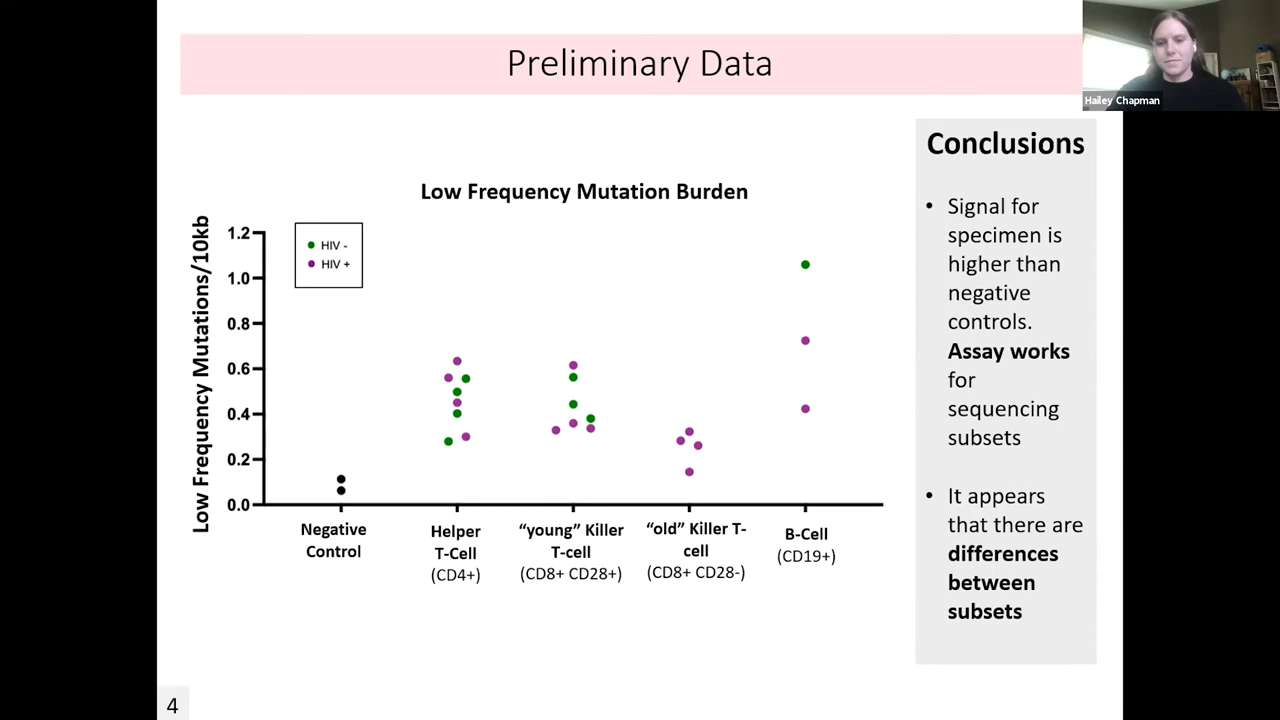 Preliminary Data
Hailey Chapman
Low Frequency Mutation Burden
Low Frequency Mutations/10kb
1.2
1.0
0.8
0.6
0.4
0.2
0.0
HIV -
HIV +
Negative
Control
Helper
T-Cell
(CD4+)
“young” Killer
T-cell
(CD8+ CD28+)
“old” Killer T-
cell
(CD8+ CD28-)
B-Cell
(CD19+)
Conclusions
• Signal for
specimen is
higher than
negative
controls.
Assay works
for
sequencing
subsets
• It appears
that there are
differences
between
subsets
4